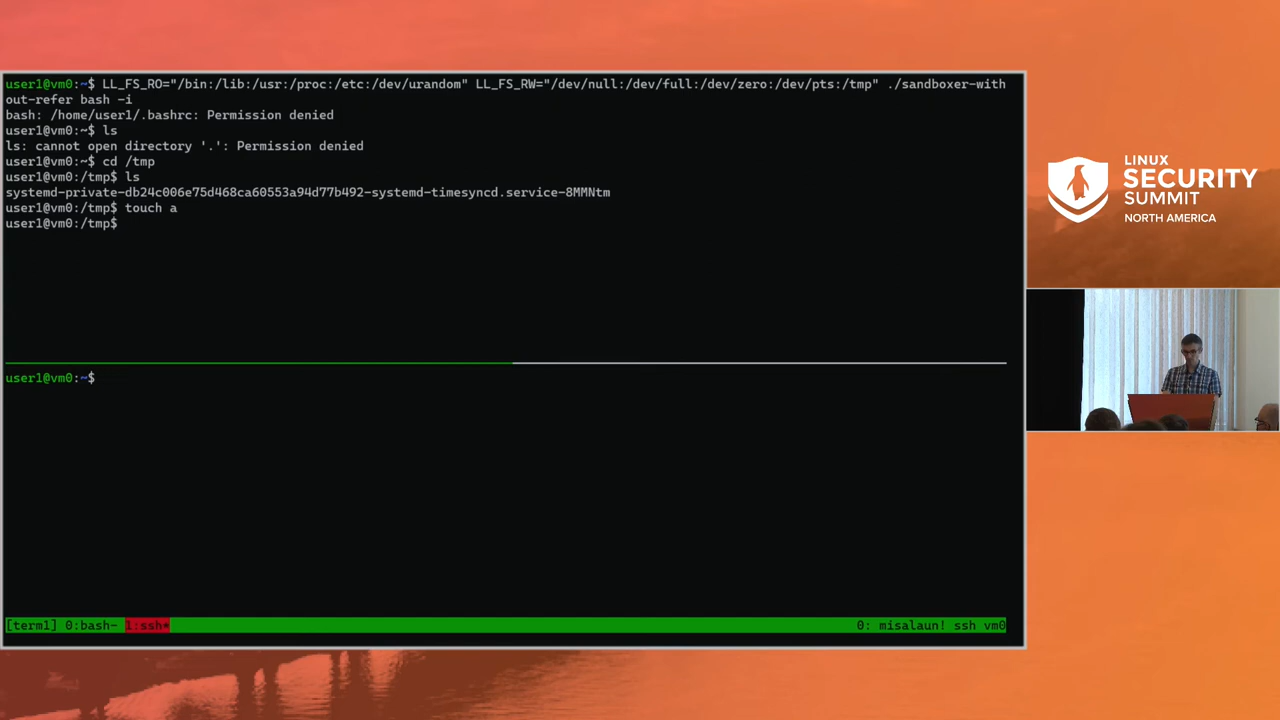 user1@vm0:~$ LL_FS_RO="/bin:/lib:/usr:/proc:/etc:/dev/urandom" LL_FS_RW="/dev/null:/dev/full:/dev/zero:/dev/pts:/tmp" ./sandboxer-with
out-refer bash -i
bash: /home/user1/.bashrc: Permission denied
user1@vm0:~$ ls
ls: cannot open directory '.': Permission denied
user1@vm0:~$ cd /tmp
user1@vm0:/tmp$ ls
systemd-private-db24c006e75d468ca60553a94d77b492-systemd-timesyncd.service-8MMNtm
user1@vm0:/tmp$ touch a
user1@vm0:/tmp$
user1@vm0:~$
[term1] 0:bash- 1:ssh* 0: misalaun! ssh vm0
LINUX
SECURITY
SUMMIT
NORTH AMERICA